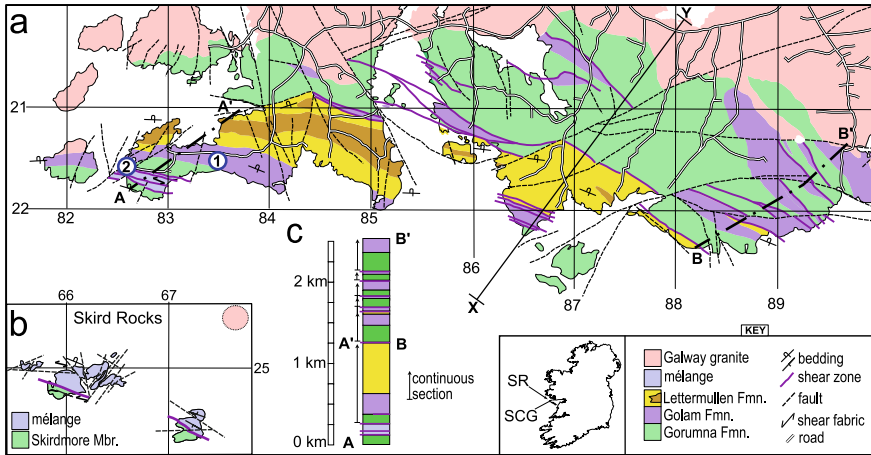 a
Y
21
22
A'
2
1
A
B'
B
X
82
83
84
85
86
87
88
89
c
B'
2 km
A'
B
1 km
continuous
section
0 km
A
b
66
67
Skird Rocks
25
mélange
Skirdmore Mbr.
SR
SCG
KEY
Galway granite
mélange
Lettermullen Fmn.
Golam Fmn.
Gorumna Fmn.
bedding
shear zone
fault
shear fabric
road